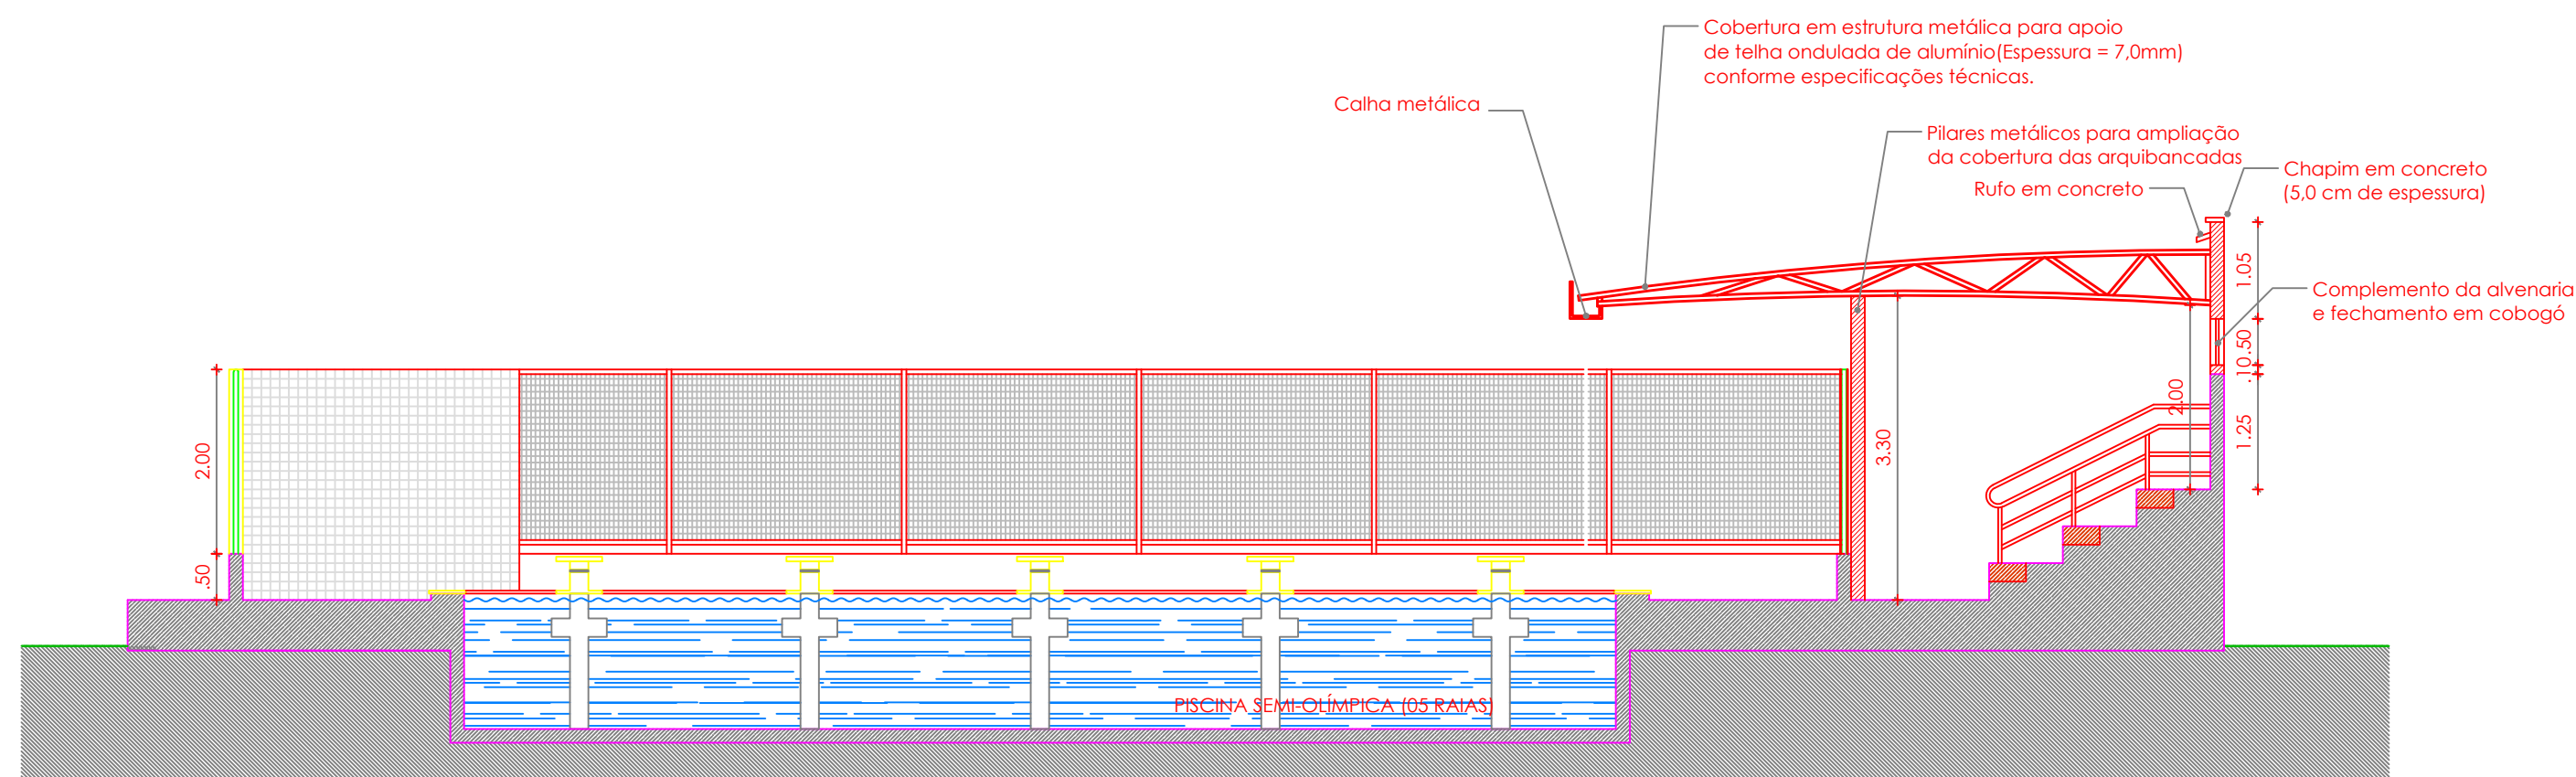 Cobertura em estrutura metálica para apoio
de telha ondulada de alumínio(Espessura = 7,0mm)
conforme especificações técnicas.
Calha metálica
Pilares metálicos para ampliação
da cobertura das arquibancadas
Chapim em concreto
(5,0 cm de espessura)
Rufo em concreto
1.05
Complemento da alvenaria
e fechamento em cobogó
.50
.10
2.00
1.25
3.30
2.00
.50
PISCINA SEMI-OLÍMPICA (05 RAIAS)